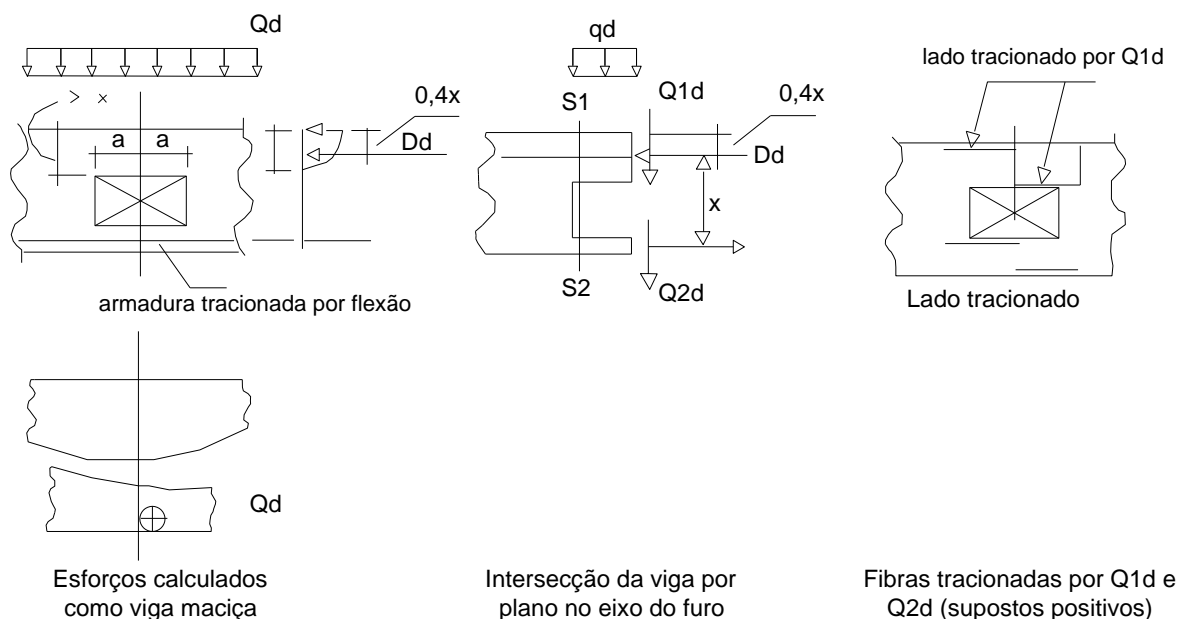 Qd
> x
a a
0,4x
Dd
armadura tracionada por flexão
Qd
Esforços calculados
como viga maciça
qd
S1
Q1d
0,4x
Dd
x
S2
Q2d
Intersecção da viga por
plano no eixo do furo
lado tracionado por Q1d
Lado tracionado
Fibras tracionadas por Q1d e
Q2d (supostos positivos)